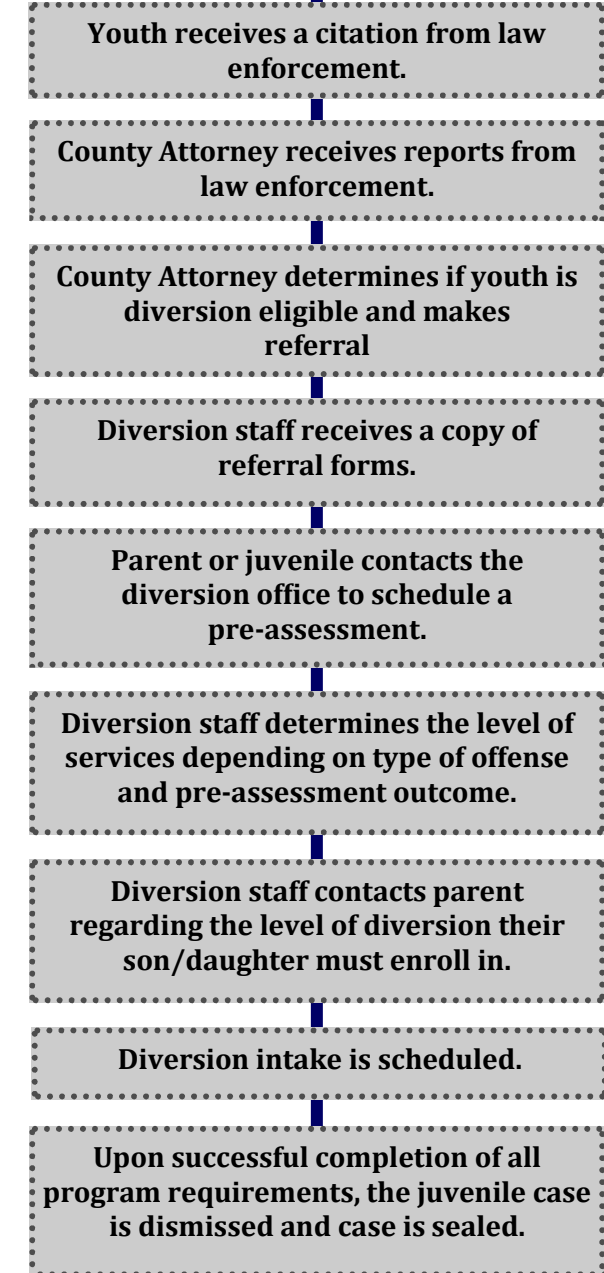 Youth receives a citation from law
enforcement.
County Attorney receives reports from
law enforcement.
County Attorney determines if youth is
diversion eligible and makes
referral
Diversion staff receives a copy of
referral forms.
Parent or juvenile contacts the
diversion office to schedule a
pre-assessment.
Diversion staff determines the level of
services depending on type of offense
and pre-assessment outcome.
Diversion staff contacts parent
regarding the level of diversion their
son/daughter must enroll in.
Diversion intake is scheduled.
Upon successful completion of all
program requirements, the juvenile case
is dismissed and case is sealed.